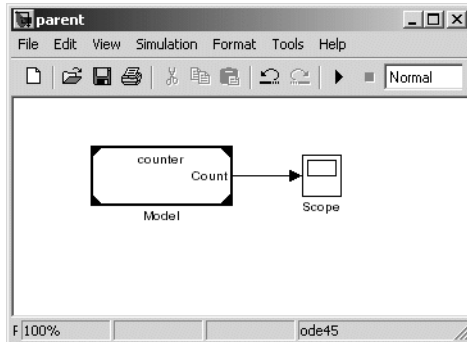 parent
File Edit View Simulation Format Tools Help
Normal
counter
Count
Model
Scope
F 100% ode45